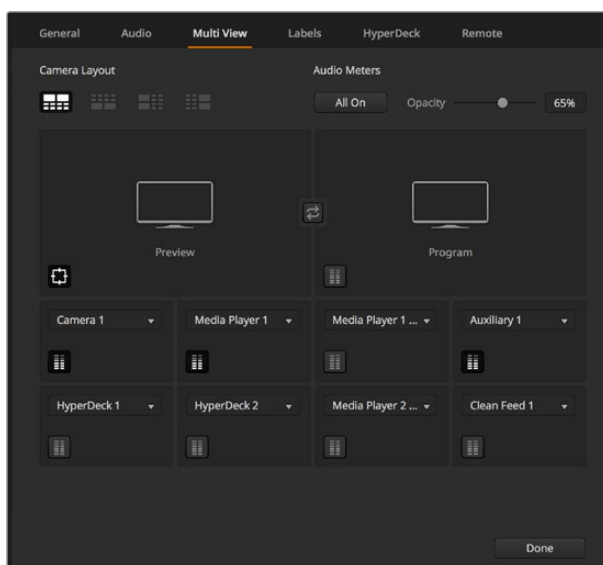 General Audio Multi View Labels HyperDeck Remote
Camera Layout Audio Meters
All On Opacity 65%
Preview Program
Camera 1 Media Player 1 Media Player 1 ... Auxiliary 1
HyperDeck 1 HyperDeck 2 Media Player 2 ... Clean Feed 1
Done